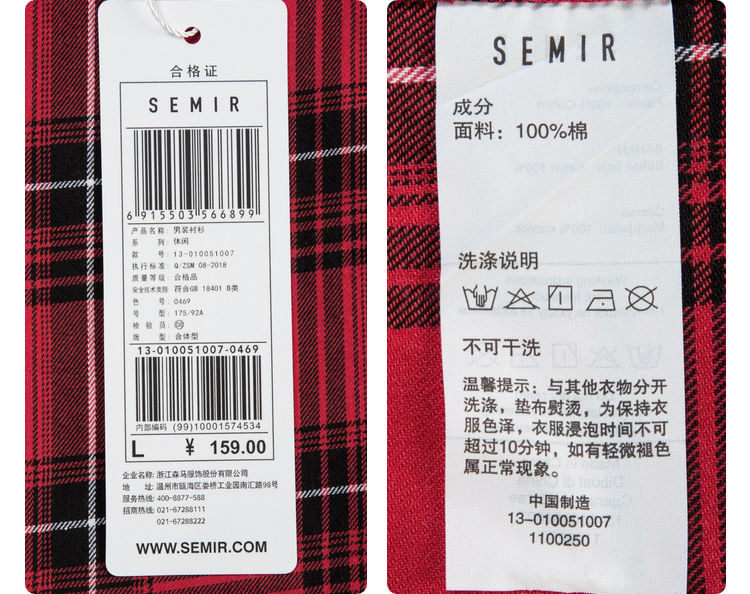 合格证
SEMIR
6 915503 566899
产品名称: 男装衬衫
系 列: 休闲
款 号: 13-010051007
执行标准: Q/ZSM 08-2018
质量等级: 合格品
安全技术类别: 符合GB 18401 B类
色 号: 0469
号 型: 175/92A
检 验 员: 08
版 型: 合体型
13-010051007-0469
内部编码 (99)10001574534
L ¥ 159.00
企业名称: 浙江森马服饰股份有限公司
地 址: 温州市瓯海区娄桥工业园南汇路98号
服务热线: 400-8877-588
招商热线: 021-67288111
021-67288222
WWW.SEMIR.COM
SEMIR
成分
面料: 100%棉
洗涤说明
不可干洗
温馨提示: 与其他衣物分开
洗涤, 垫布熨烫, 为保持衣
服色泽, 衣服浸泡时间不可
超过10分钟, 如有轻微褪色
属正常现象。
中国制造
13-010051007
1100250